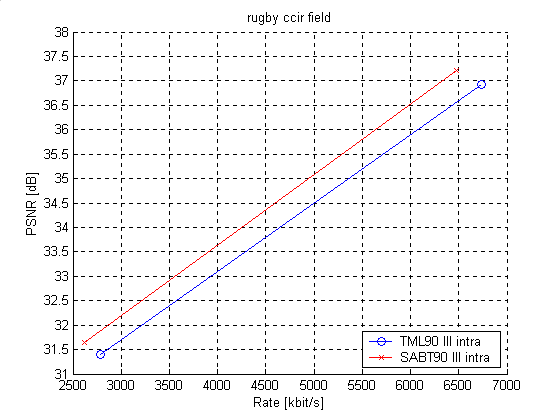 rugby ccir field
38
37.5
37
36.5
36
35.5
35
34.5
34
33.5
33
32.5
32
31.5
31
PSNR [dB]
2500 3000 3500 4000 4500 5000 5500 6000 6500 7000
Rate [kbit/s]
TML90 III intra
SABT90 III intra